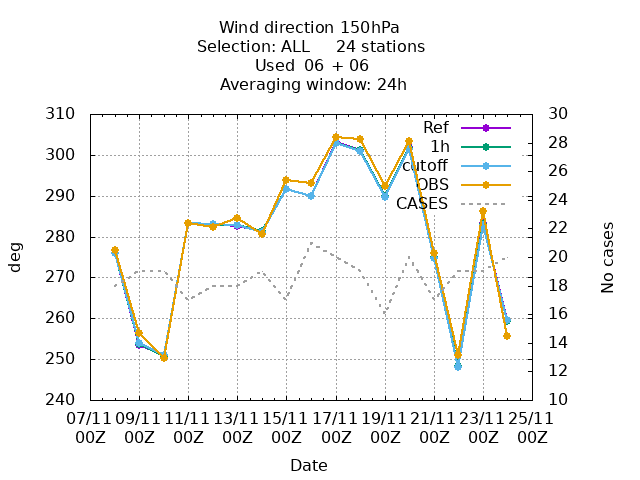 Wind direction 150hPa
Selection: ALL     24 stations
Used  06 + 06
Averaging window: 24h
310 30
300 28
290 26
280 24
270 22
260 20
250 18
240 16
14
12
10
Ref
1h
cutoff
OBS
CASES
deg
No cases
07/11 09/11 11/11 13/11 15/11 17/11 19/11 21/11 23/11 25/11
00Z 00Z 00Z 00Z 00Z 00Z 00Z 00Z 00Z 00Z
Date